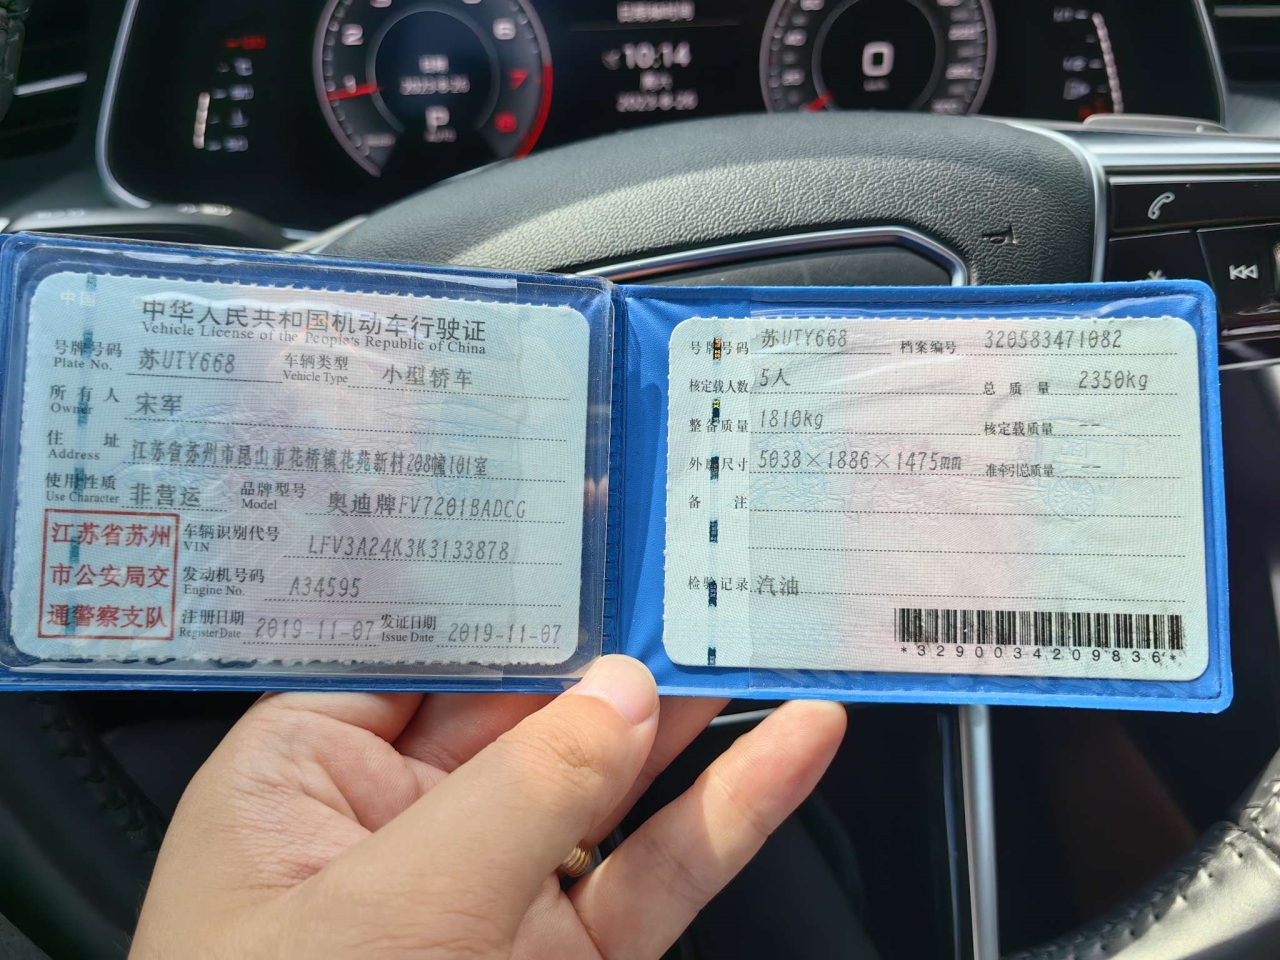 10:14
2023-8-26
P
0
中国
中华人民共和国机动车行驶证
Vehicle License of the People's Republic of China
号牌号码 苏UTY668 车辆类型 小型轿车
Plate No. Vehicle Type
所有人 宋军
Owner
住址 江苏省苏州市昆山市花桥镇花苑新村208幢101室
Address
使用性质 非营运 品牌型号 奥迪牌FV7201BADCG
Use Character Model
江苏省苏州
市公安局交
通警察支队
车辆识别代号 LFV3A24K3K3133878
VIN
发动机号码 A34595
Engine No.
注册日期 2019-11-07 发证日期 2019-11-07
Register Date Issue Date
号牌号码 苏UTY668 档案编号 320583471082
核定载人数 5人 总质量 2350kg
整备质量 1810kg 核定载质量 --
外廓尺寸 5038×1886×1475mm 准牵引总质量 --
备注
检验记录 汽油
*3290034209836*